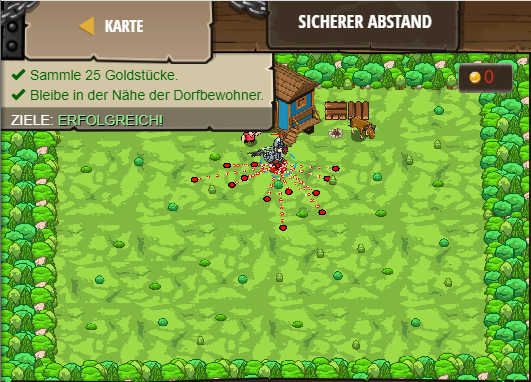 KARTE
SICHERER ABSTAND
Sammle 25 Goldstücke.
0
Bleibe in der Nähe der Dorfbewohner.
ZIELE: ERFOLGREICH!